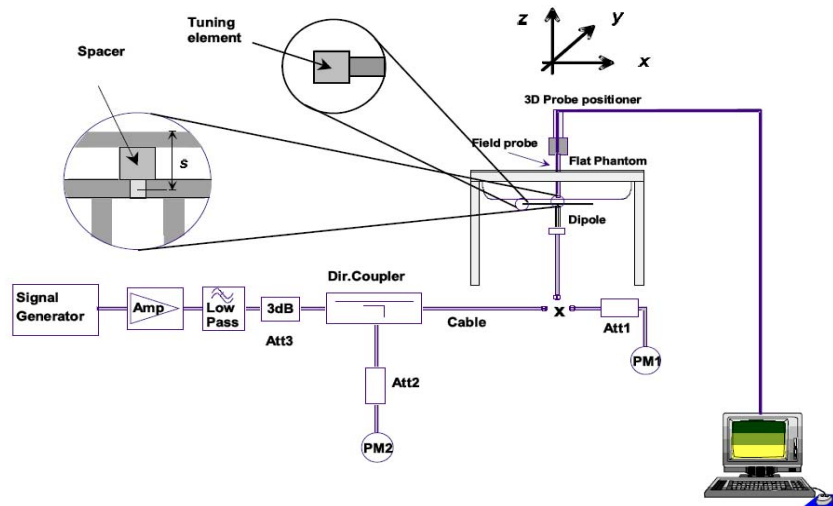 Tuning
element
Spacer
s
z
y
x
3D Probe positioner
Field probe
Flat Phantom
Dipole
Signal
Generator
Amp
Low
Pass
3dB
Att3
Dir.Coupler
Cable
x
Att1
PM1
Att2
PM2